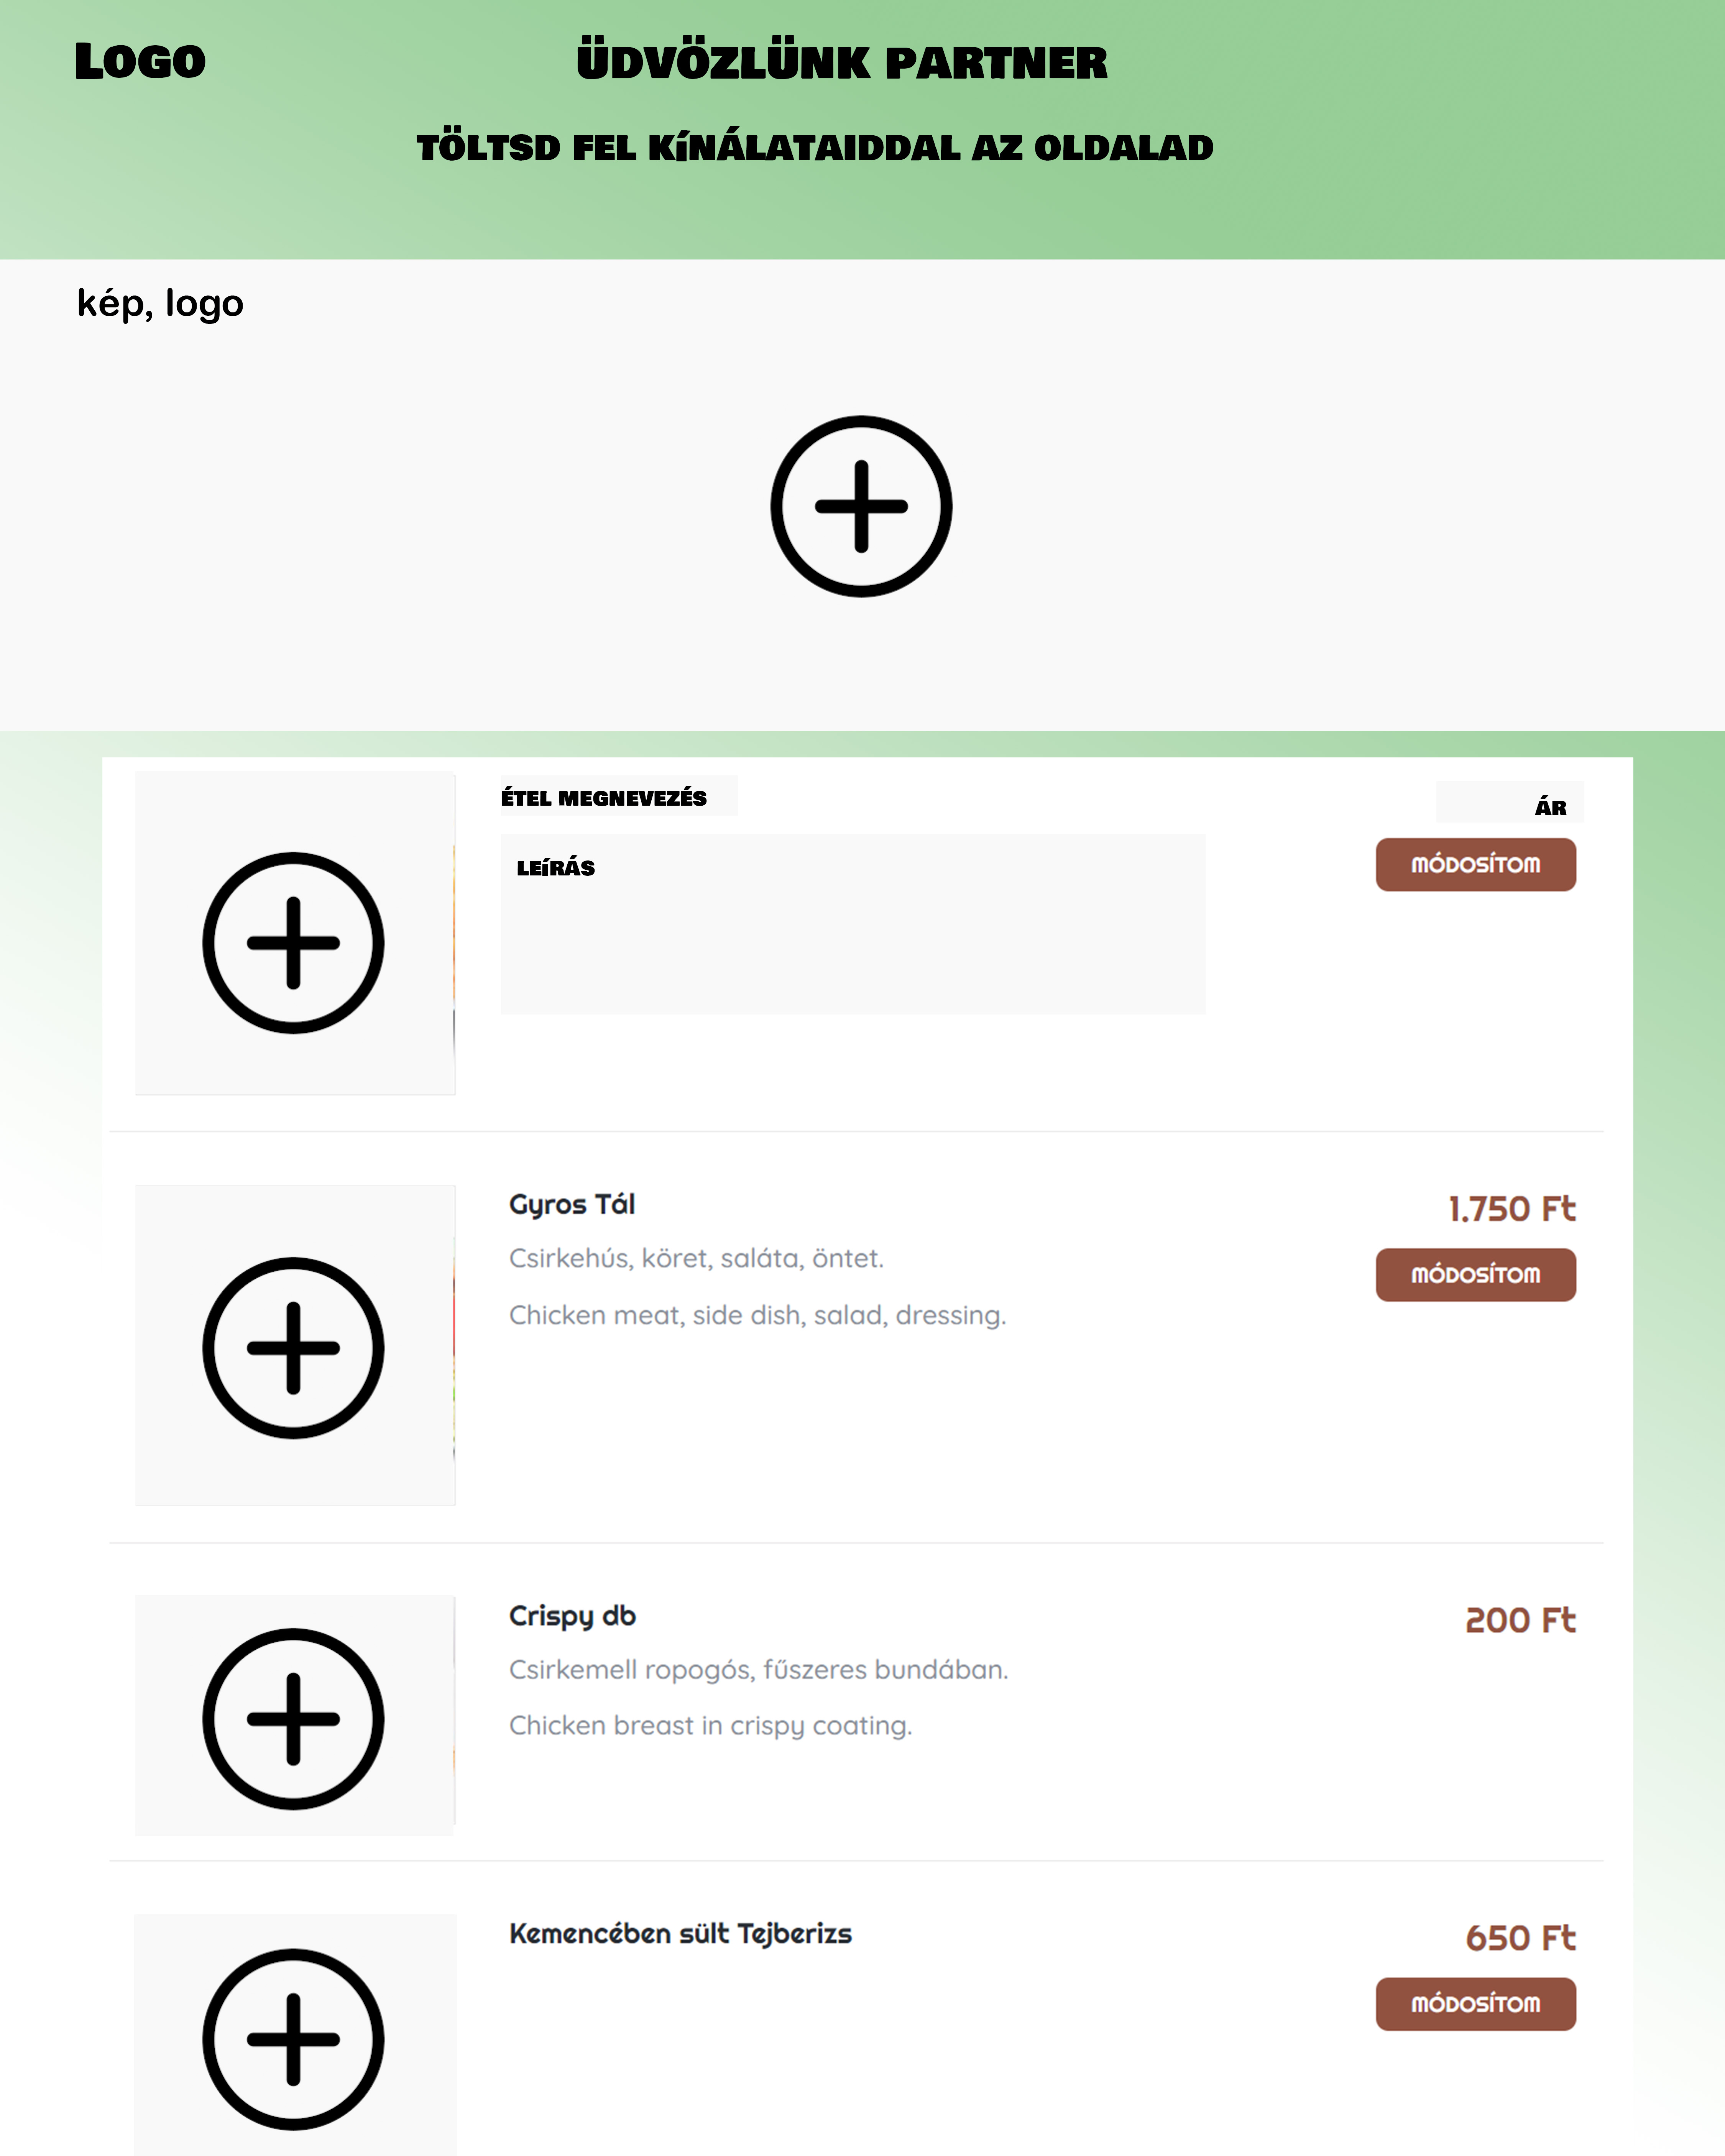 LOGO
ÜDVÖZLÜNK PARTNER
TÖLTSD FEL KíNÁLATAIDDAL AZ OLDALAD
kép, logo
ÉTEL MEGNEVEZÉS
ÁR
LEíRÁS
MÓDOSÍTOM
Gyros Tál
1.750 Ft
Csirkehús, köret, saláta, öntet.
MÓDOSÍTOM
Chicken meat, side dish, salad, dressing.
Crispy db
200 Ft
Csirkemell ropogós, fűszeres bundában.
Chicken breast in crispy coating.
Kemencében sült Tejberizs
650 Ft
MÓDOSÍTOM